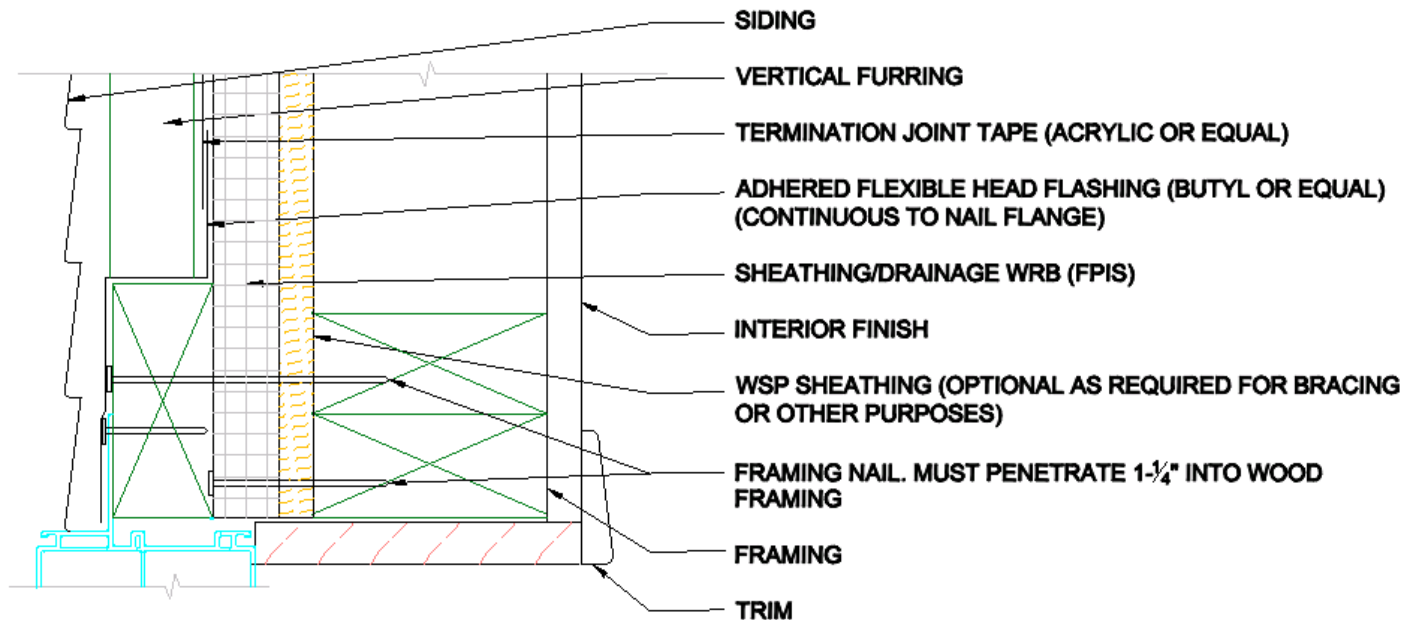 SIDING
VERTICAL FURRING
TERMINATION JOINT TAPE (ACRYLIC OR EQUAL)
ADHERED FLEXIBLE HEAD FLASHING (BUTYL OR EQUAL)
(CONTINUOUS TO NAIL FLANGE)
SHEATHING/DRAINAGE WRB (FPIS)
INTERIOR FINISH
WSP SHEATHING (OPTIONAL AS REQUIRED FOR BRACING
OR OTHER PURPOSES)
FRAMING NAIL. MUST PENETRATE 1-1/4" INTO WOOD
FRAMING
FRAMING
TRIM